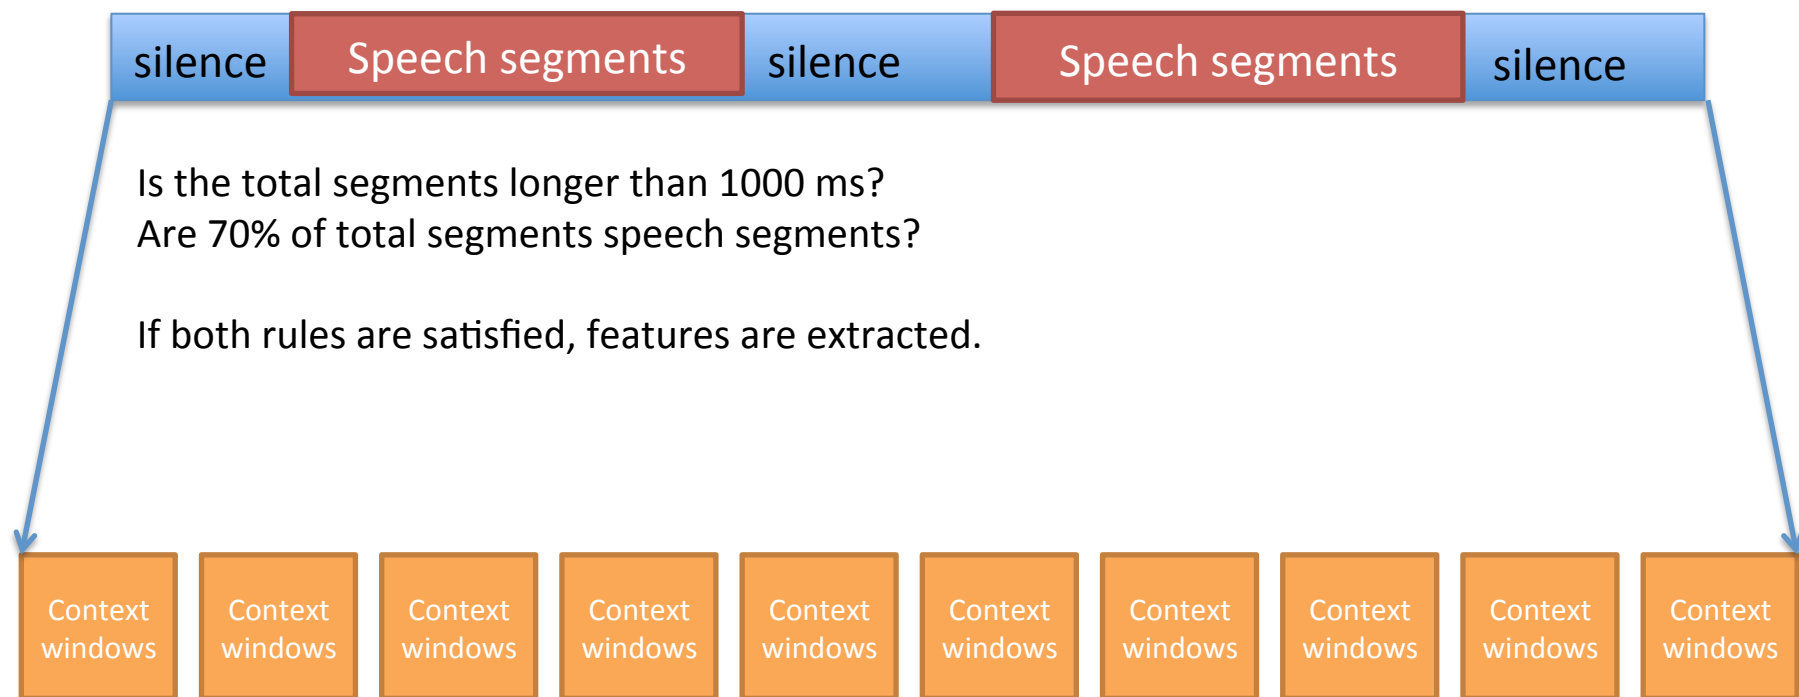 silence Speech segments silence Speech segments silence
Is the total segments longer than 1000 ms?
Are 70% of total segments speech segments?
If both rules are satisfied, features are extracted.
Context Context Context Context Context Context Context Context Context Context
windows windows windows windows windows windows windows windows windows windows